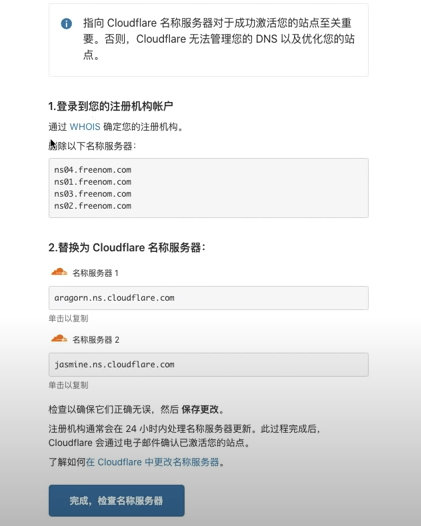 指向 Cloudflare 名称服务器对于成功激活您的站点至关重
要。否则，Cloudflare 无法管理您的 DNS 以及优化您的站
点。
1.登录到您的注册机构帐户
通过 WHOIS 确定您的注册机构。
删除以下名称服务器：
ns04.freenom.com
ns01.freenom.com
ns03.freenom.com
ns02.freenom.com
2.替换为 Cloudflare 名称服务器：
名称服务器 1
aragorn.ns.cloudflare.com
单击以复制
名称服务器 2
jasmine.ns.cloudflare.com
单击以复制
检查以确保它们正确无误，然后 保存更改。
注册机构通常会在 24 小时内处理名称服务器更新。此过程完成后，
Cloudflare 会通过电子邮件确认已激活您的站点。
了解如何在 Cloudflare 中更改名称服务器。
完成，检查名称服务器